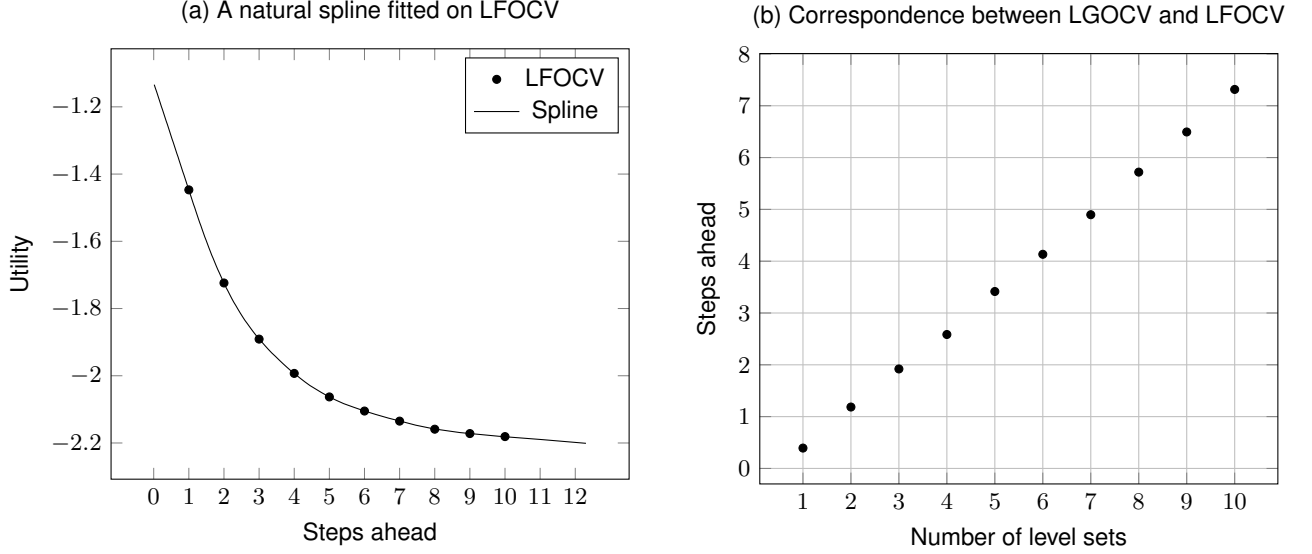 (a) A natural spline fitted on LFOCV
LFOCV
Spline
−1.2
−1.4
−1.6
−1.8
−2
−2.2
Utility
0 1 2 3 4 5 6 7 8 9 10 11 12
Steps ahead
(b) Correspondence between LGOCV and LFOCV
8
7
6
5
4
3
2
1
0
Steps ahead
1 2 3 4 5 6 7 8 9 10
Number of level sets